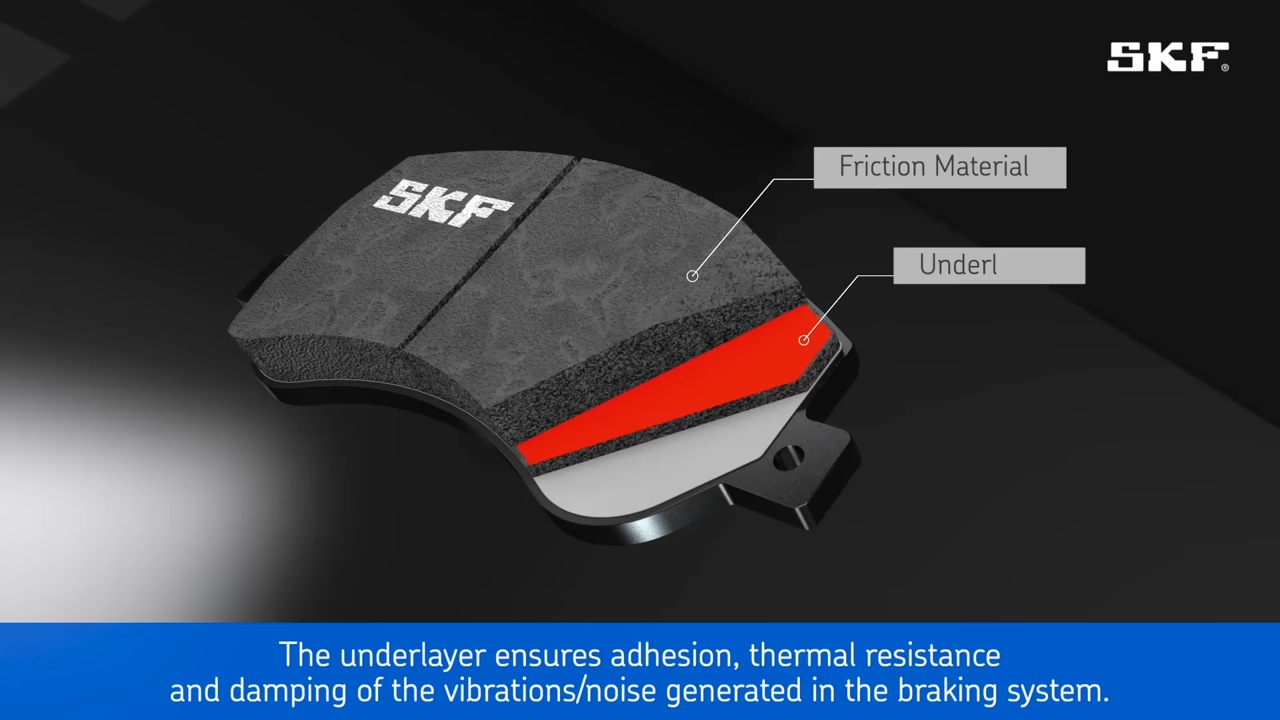 SKF®
SKF
Friction Material
Underl
The underlayer ensures adhesion, thermal resistance
and damping of the vibrations/noise generated in the braking system.